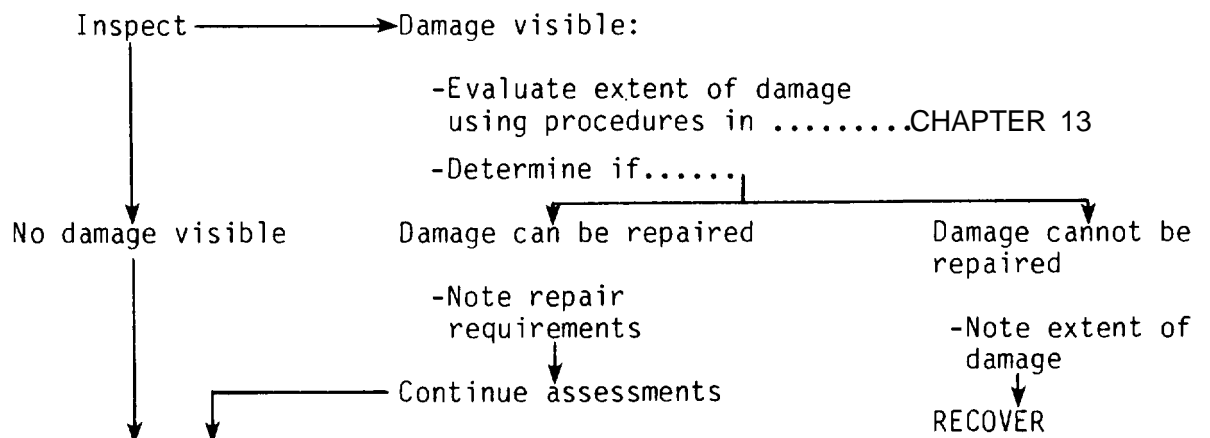 Inspect Damage visible:
-Evaluate extent of damage
using procedures in .........CHAPTER 13
-Determine if......
No damage visible
Damage can be repaired
-Note repair
requirements
Continue assessments
Damage cannot be
repaired
-Note extent of
damage
RECOVER